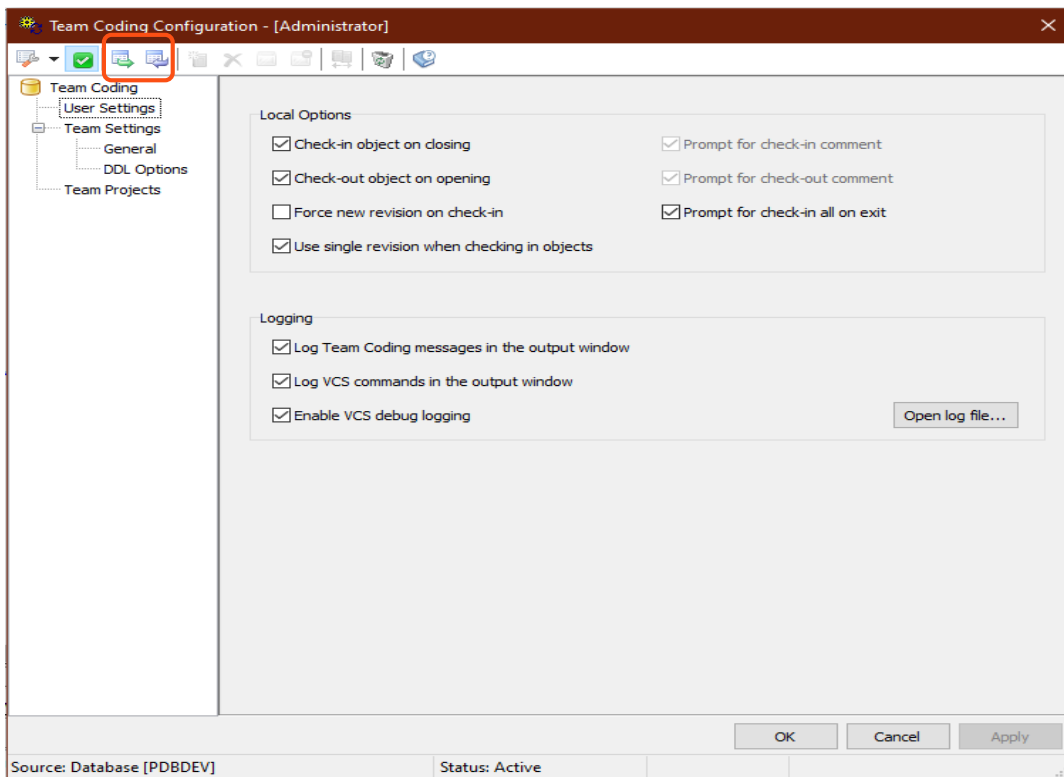 Team Coding Configuration - [Administrator]
Team Coding
User Settings
Team Settings
General
DDL Options
Team Projects
Local Options
Check-in object on closing
Prompt for check-in comment
Check-out object on opening
Prompt for check-out comment
Force new revision on check-in
Prompt for check-in all on exit
Use single revision when checking in objects
Logging
Log Team Coding messages in the output window
Log VCS commands in the output window
Enable VCS debug logging
Open log file...
OK
Cancel
Apply
Source: Database [PDBDEV]
Status: Active